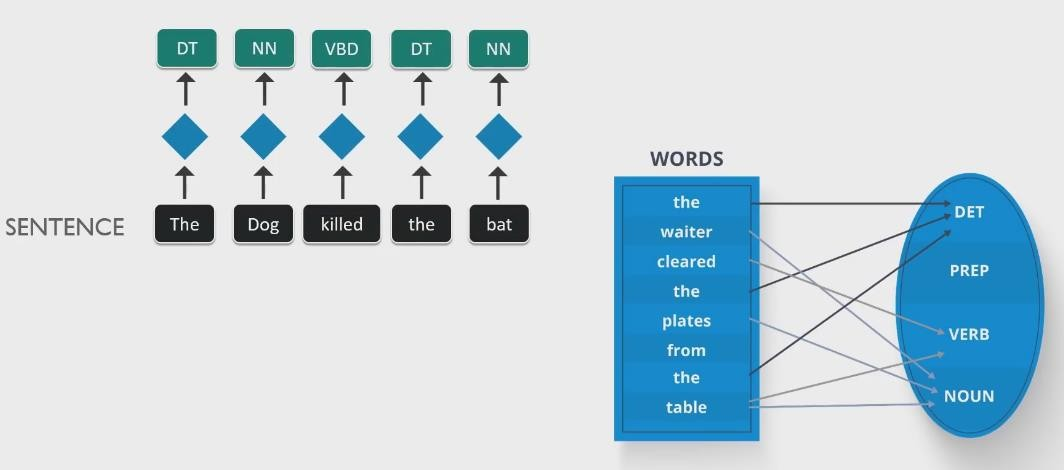 DT NN VBD DT NN
SENTENCE The Dog killed the bat
WORDS
the
waiter
cleared
the
plates
from
the
table
DET
PREP
VERB
NOUN